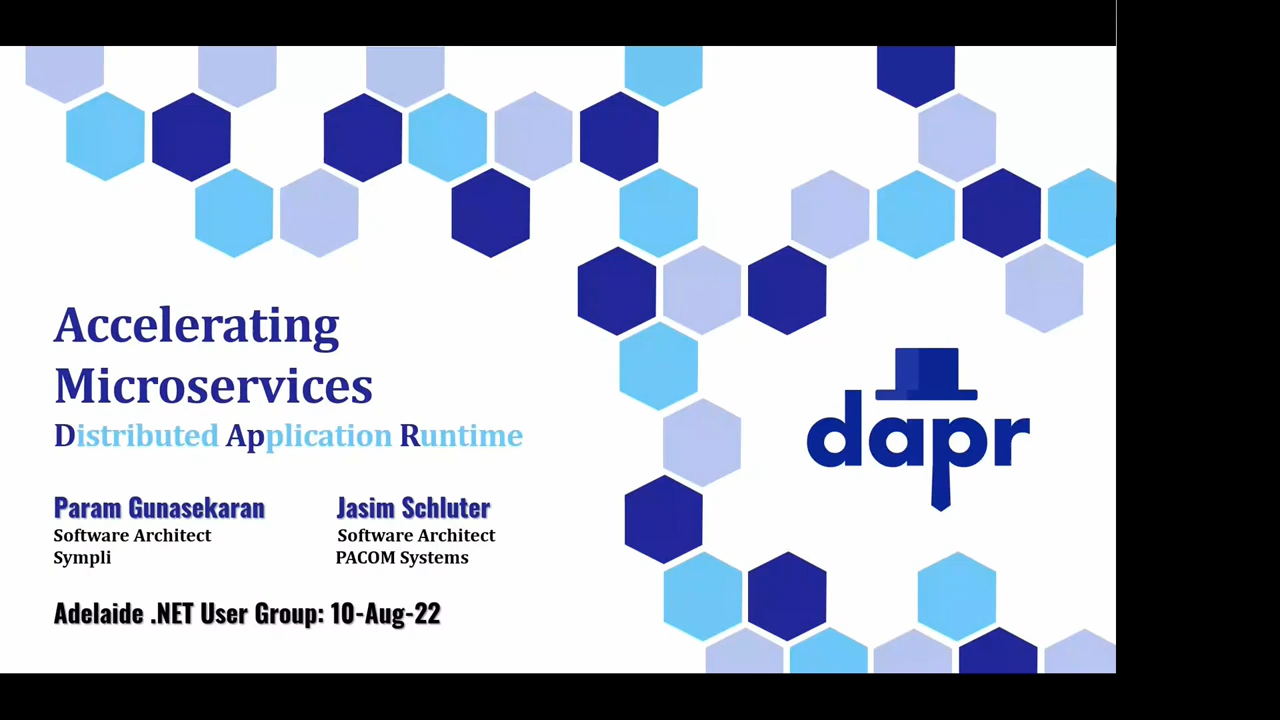 Accelerating
Microservices
Distributed Application Runtime
Param Gunasekaran
Software Architect
Sympli
Jasim Schluter
Software Architect
PACOM Systems
Adelaide .NET User Group: 10-Aug-22
dapr